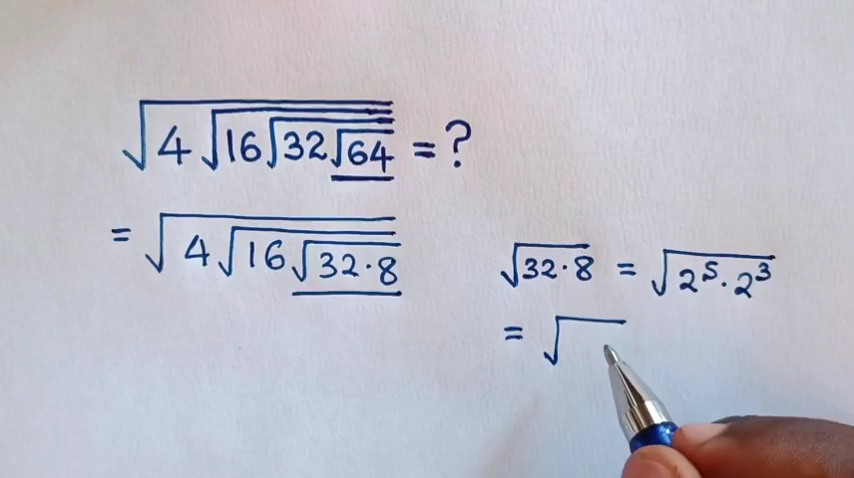 √4√16√32√64 = ?
= √4√16√32·8
√32·8 = √2⁵·2³
= √